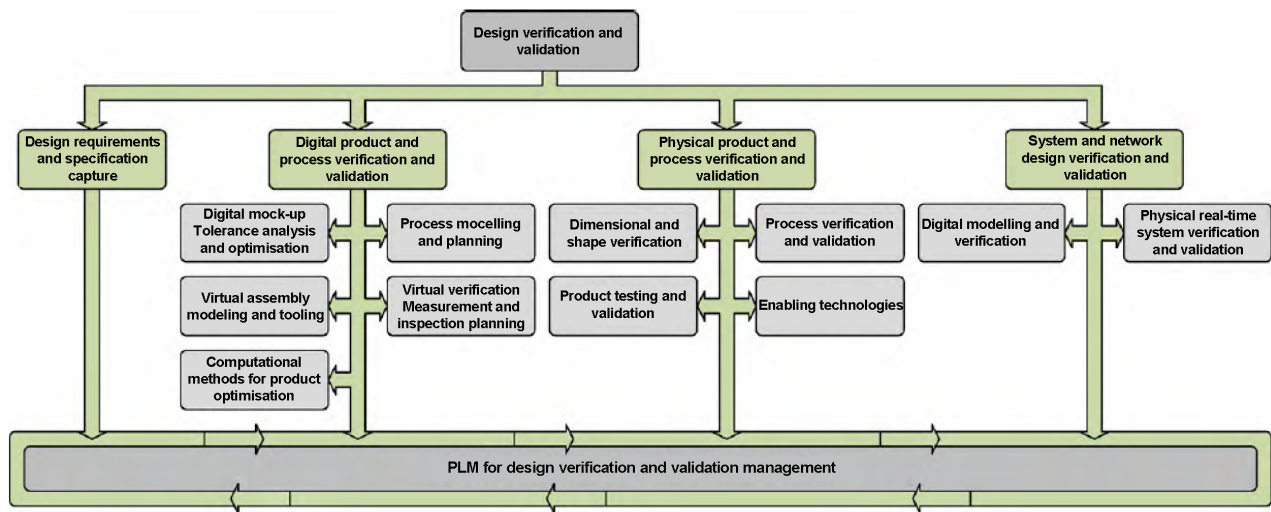 Design verification and
validation
Design requirements
and specification
capture
Digital product and
process verification and
validation
Physical product and
process verification and
validation
System and network
design verification and
validation
Digital mock-up
Tolerance analysis
and optimisation
Process mocelling
and planning
Dimensional and
shape verification
Process verification
and validation
Digital modelling and
verification
Physical real-time
system verification
and validation
Virtual assembly
modeling and tooling
Virtual verification
Measurement and
inspection planning
Product testing and
validation
Enabling technologies
Computational
methods for product
optimisation
PLM for design verification and validation management